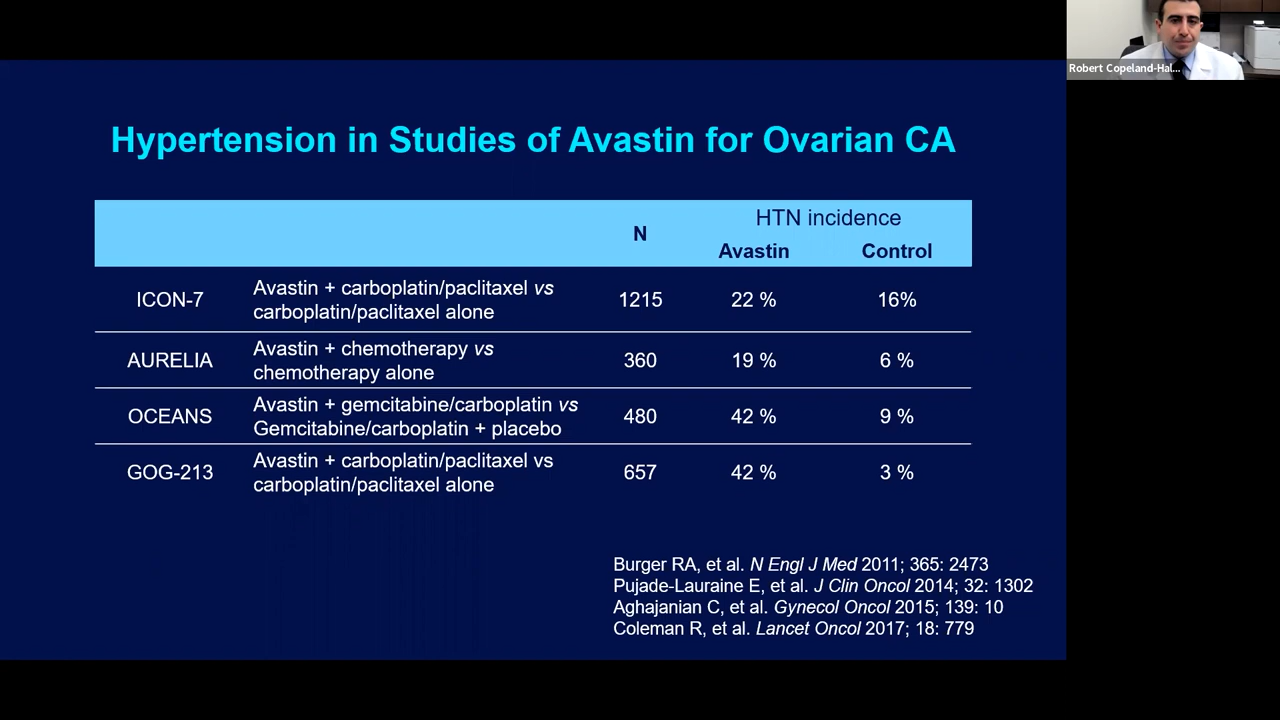 Robert Copeland-Hal...
Hypertension in Studies of Avastin for Ovarian CA
N
HTN incidence
Avastin
Control
ICON-7
Avastin + carboplatin/paclitaxel vs
carboplatin/paclitaxel alone
1215
22 %
16%
AURELIA
Avastin + chemotherapy vs
chemotherapy alone
360
19 %
6 %
OCEANS
Avastin + gemcitabine/carboplatin vs
Gemcitabine/carboplatin + placebo
480
42 %
9 %
GOG-213
Avastin + carboplatin/paclitaxel vs
carboplatin/paclitaxel alone
657
42 %
3 %
Burger RA, et al. N Engl J Med 2011; 365: 2473
Pujade-Lauraine E, et al. J Clin Oncol 2014; 32: 1302
Aghajanian C, et al. Gynecol Oncol 2015; 139: 10
Coleman R, et al. Lancet Oncol 2017; 18: 779